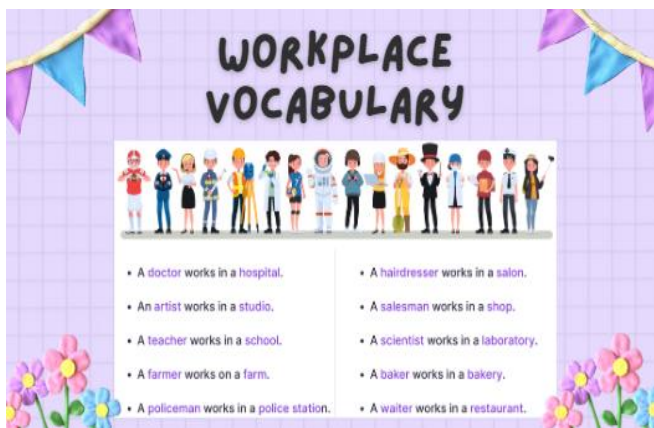 WORKPLACE
VOCABULARY
• A doctor works in a hospital.
• An artist works in a studio.
• A teacher works in a school.
• A farmer works on a farm.
• A policeman works in a police station.
• A hairdresser works in a salon.
• A salesman works in a shop.
• A scientist works in a laboratory.
• A baker works in a bakery.
• A waiter works in a restaurant.